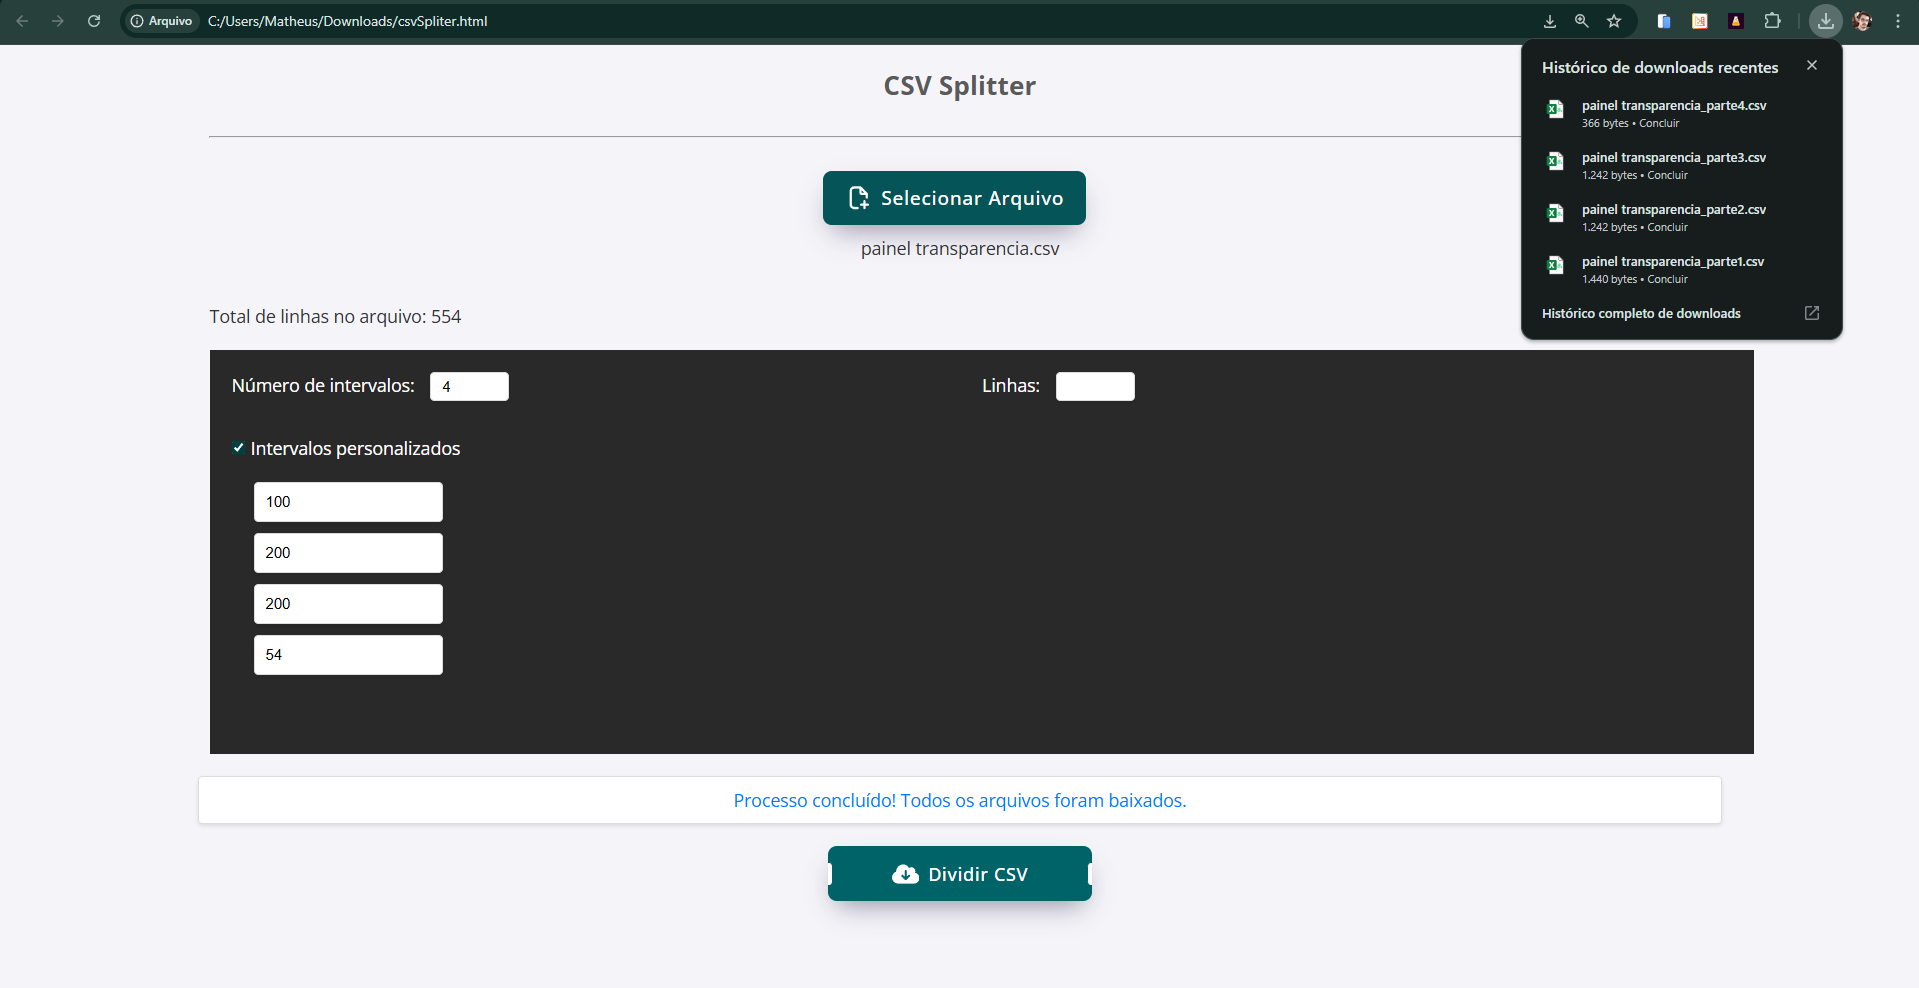 Arquivo C:/Users/Matheus/Downloads/csvSpliter.html
CSV Splitter
Selecionar Arquivo
painel transparencia.csv
Total de linhas no arquivo: 554
Número de intervalos: 4
Linhas:
Intervalos personalizados
100
200
200
54
Processo concluído! Todos os arquivos foram baixados.
Dividir CSV
Histórico de downloads recentes
painel transparencia_parte4.csv
366 bytes • Concluir
painel transparencia_parte3.csv
1.242 bytes • Concluir
painel transparencia_parte2.csv
1.242 bytes • Concluir
painel transparencia_parte1.csv
1.440 bytes • Concluir
Histórico completo de downloads